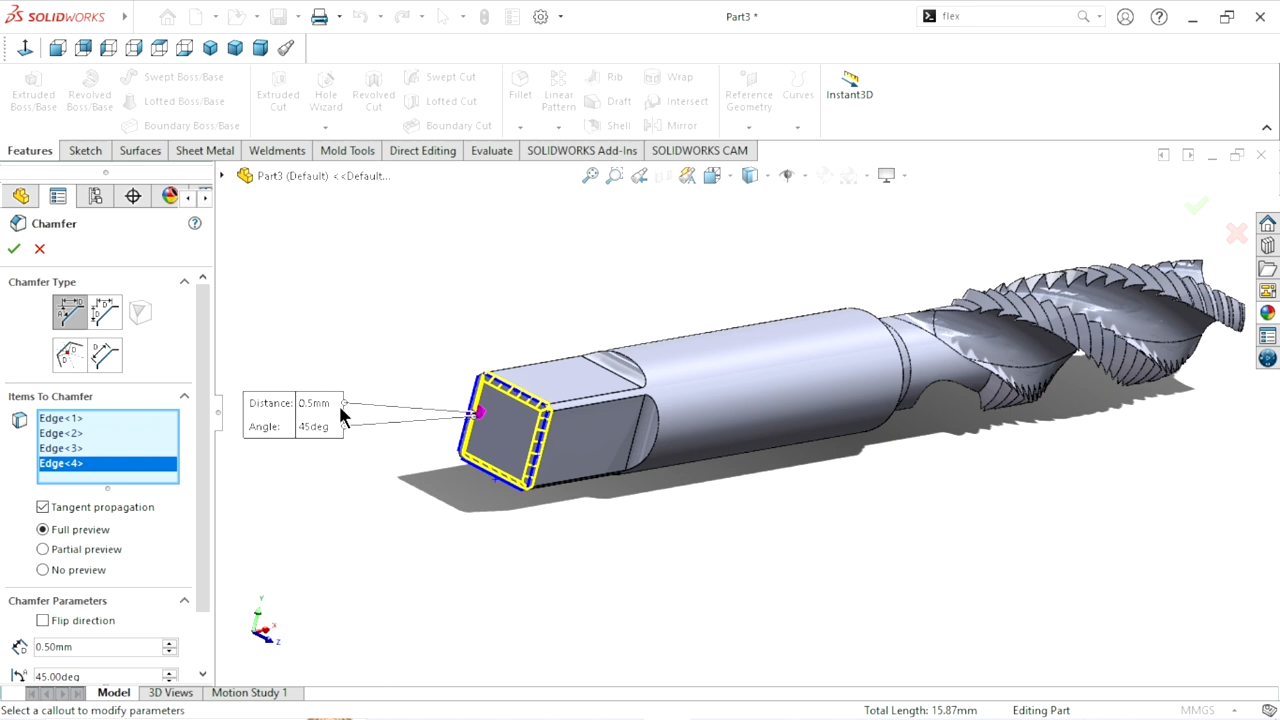 SOLIDWORKS
Part3 *
flex
Extruded Boss/Base
Revolved Boss/Base
Swept Boss/Base
Lofted Boss/Base
Boundary Boss/Base
Extruded Cut
Hole Wizard
Revolved Cut
Swept Cut
Lofted Cut
Boundary Cut
Fillet
Linear Pattern
Rib
Draft
Shell
Wrap
Intersect
Mirror
Reference Geometry
Curves
Instant3D
Features
Sketch
Surfaces
Sheet Metal
Weldments
Mold Tools
Direct Editing
Evaluate
SOLIDWORKS Add-Ins
SOLIDWORKS CAM
Part3 (Default) <<Default...
Chamfer
Chamfer Type
Items To Chamfer
Edge<1>
Edge<2>
Edge<3>
Edge<4>
Tangent propagation
Full preview
Partial preview
No preview
Chamfer Parameters
Flip direction
0.50mm
45.00deg
Distance: 0.5mm
Angle: 45deg
Y
X
Z
Model
3D Views
Motion Study 1
Select a callout to modify parameters
Total Length: 15.87mm
Editing Part
MMGS